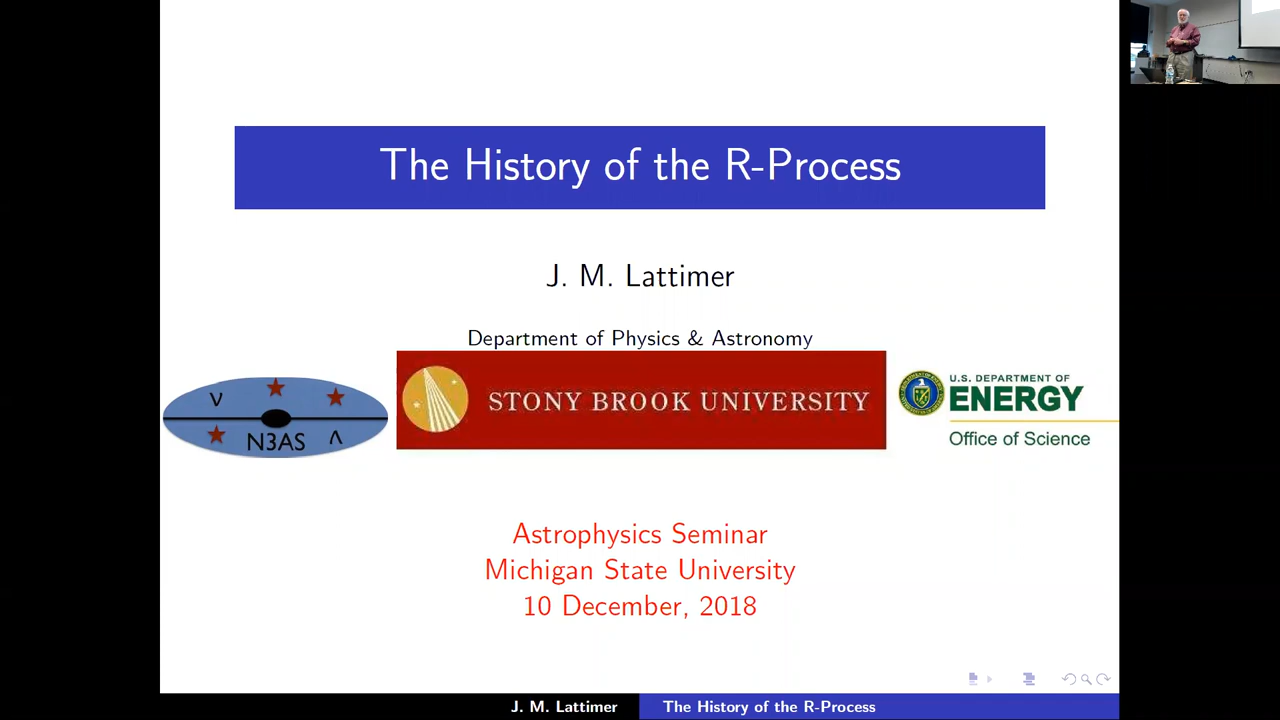 The History of the R-Process
J. M. Lattimer
Department of Physics & Astronomy
ν
N3AS
Λ
STONY BROOK UNIVERSITY
U.S. DEPARTMENT OF
ENERGY
Office of Science
Astrophysics Seminar
Michigan State University
10 December, 2018
J. M. Lattimer
The History of the R-Process